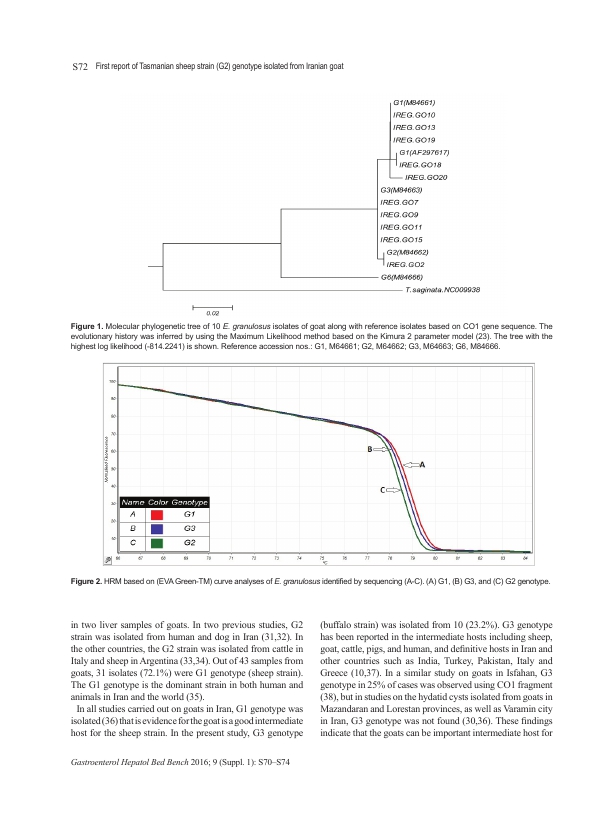 S72 First report of Tasmanian sheep strain (G2) genotype isolated from Iranian goat
G1(M84661)
IREG.GO10
IREG.GO13
IREG.GO19
G1(AF297617)
IREG.GO18
IREG.GO20
G3(M84663)
IREG.GO7
IREG.GO9
IREG.GO11
IREG.GO15
G2(M84662)
IREG.GO2
G6(M84666)
T.saginata.NC009938
0.02
Figure 1. Molecular phylogenetic tree of 10 E. granulosus isolates of goat along with reference isolates based on CO1 gene sequence. The
evolutionary history was inferred by using the Maximum Likelihood method based on the Kimura 2 parameter model (23). The tree with the
highest log likelihood (-814.2241) is shown. Reference accession nos.: G1, M64661; G2, M64662; G3, M64663; G6, M84666.
100
90
80
70
60
50
40
30
20
10
Normalised Fluorescence
B
A
C
Name Color Genotype
A G1
B G3
C G2
66 67 68 69 70 71 72 73 74 75 76 77 78 79 80 81 82 83 84
°C
Figure 2. HRM based on (EVA Green-TM) curve analyses of E. granulosus identified by sequencing (A-C). (A) G1, (B) G3, and (C) G2 genotype.
in two liver samples of goats. In two previous studies, G2
strain was isolated from human and dog in Iran (31,32). In
the other countries, the G2 strain was isolated from cattle in
Italy and sheep in Argentina (33,34). Out of 43 samples from
goats, 31 isolates (72.1%) were G1 genotype (sheep strain).
The G1 genotype is the dominant strain in both human and
animals in Iran and the world (35).
In all studies carried out on goats in Iran, G1 genotype was
isolated (36) that is evidence for the goat is a good intermediate
host for the sheep strain. In the present study, G3 genotype
(buffalo strain) was isolated from 10 (23.2%). G3 genotype
has been reported in the intermediate hosts including sheep,
goat, cattle, pigs, and human, and definitive hosts in Iran and
other countries such as India, Turkey, Pakistan, Italy and
Greece (10,37). In a similar study on goats in Isfahan, G3
genotype in 25% of cases was observed using CO1 fragment
(38), but in studies on the hydatid cysts isolated from goats in
Mazandaran and Lorestan provinces, as well as Varamin city
in Iran, G3 genotype was not found (30,36). These findings
indicate that the goats can be important intermediate host for
Gastroenterol Hepatol Bed Bench 2016; 9 (Suppl. 1): S70–S74